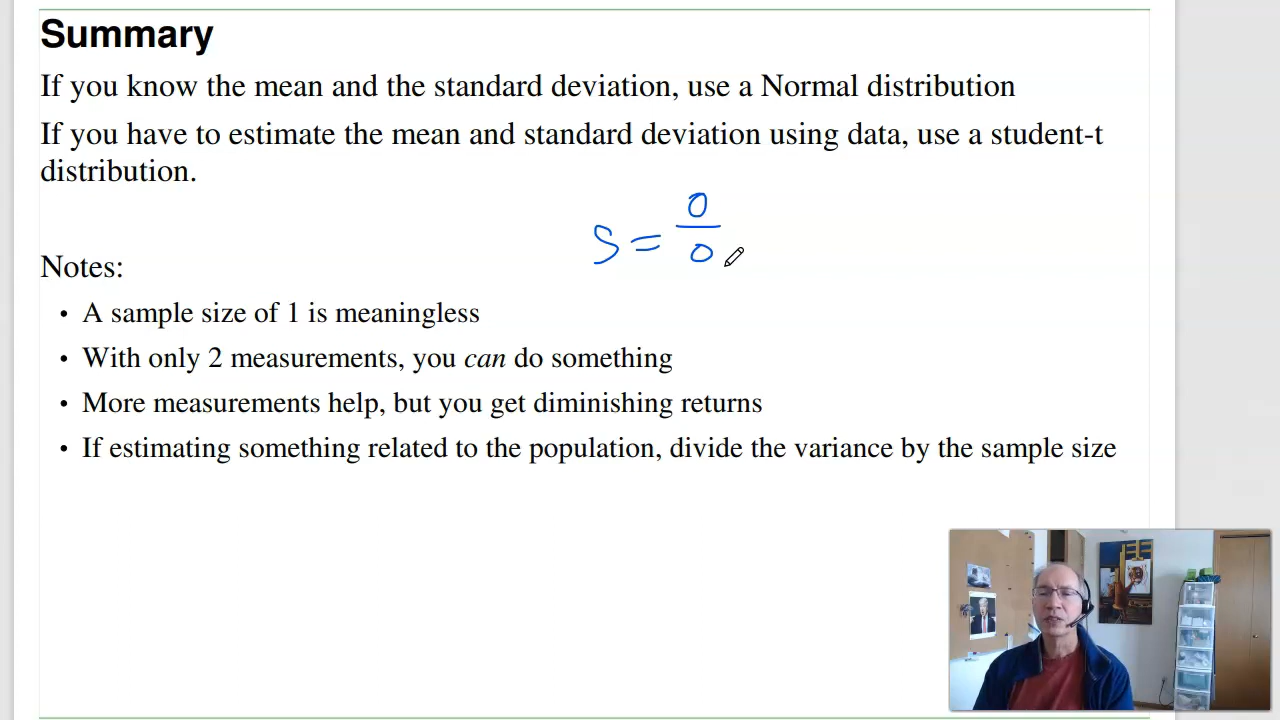 Summary
If you know the mean and the standard deviation, use a Normal distribution
If you have to estimate the mean and standard deviation using data, use a student-t
distribution.
S = 0/0
Notes:
• A sample size of 1 is meaningless
• With only 2 measurements, you can do something
• More measurements help, but you get diminishing returns
• If estimating something related to the population, divide the variance by the sample size